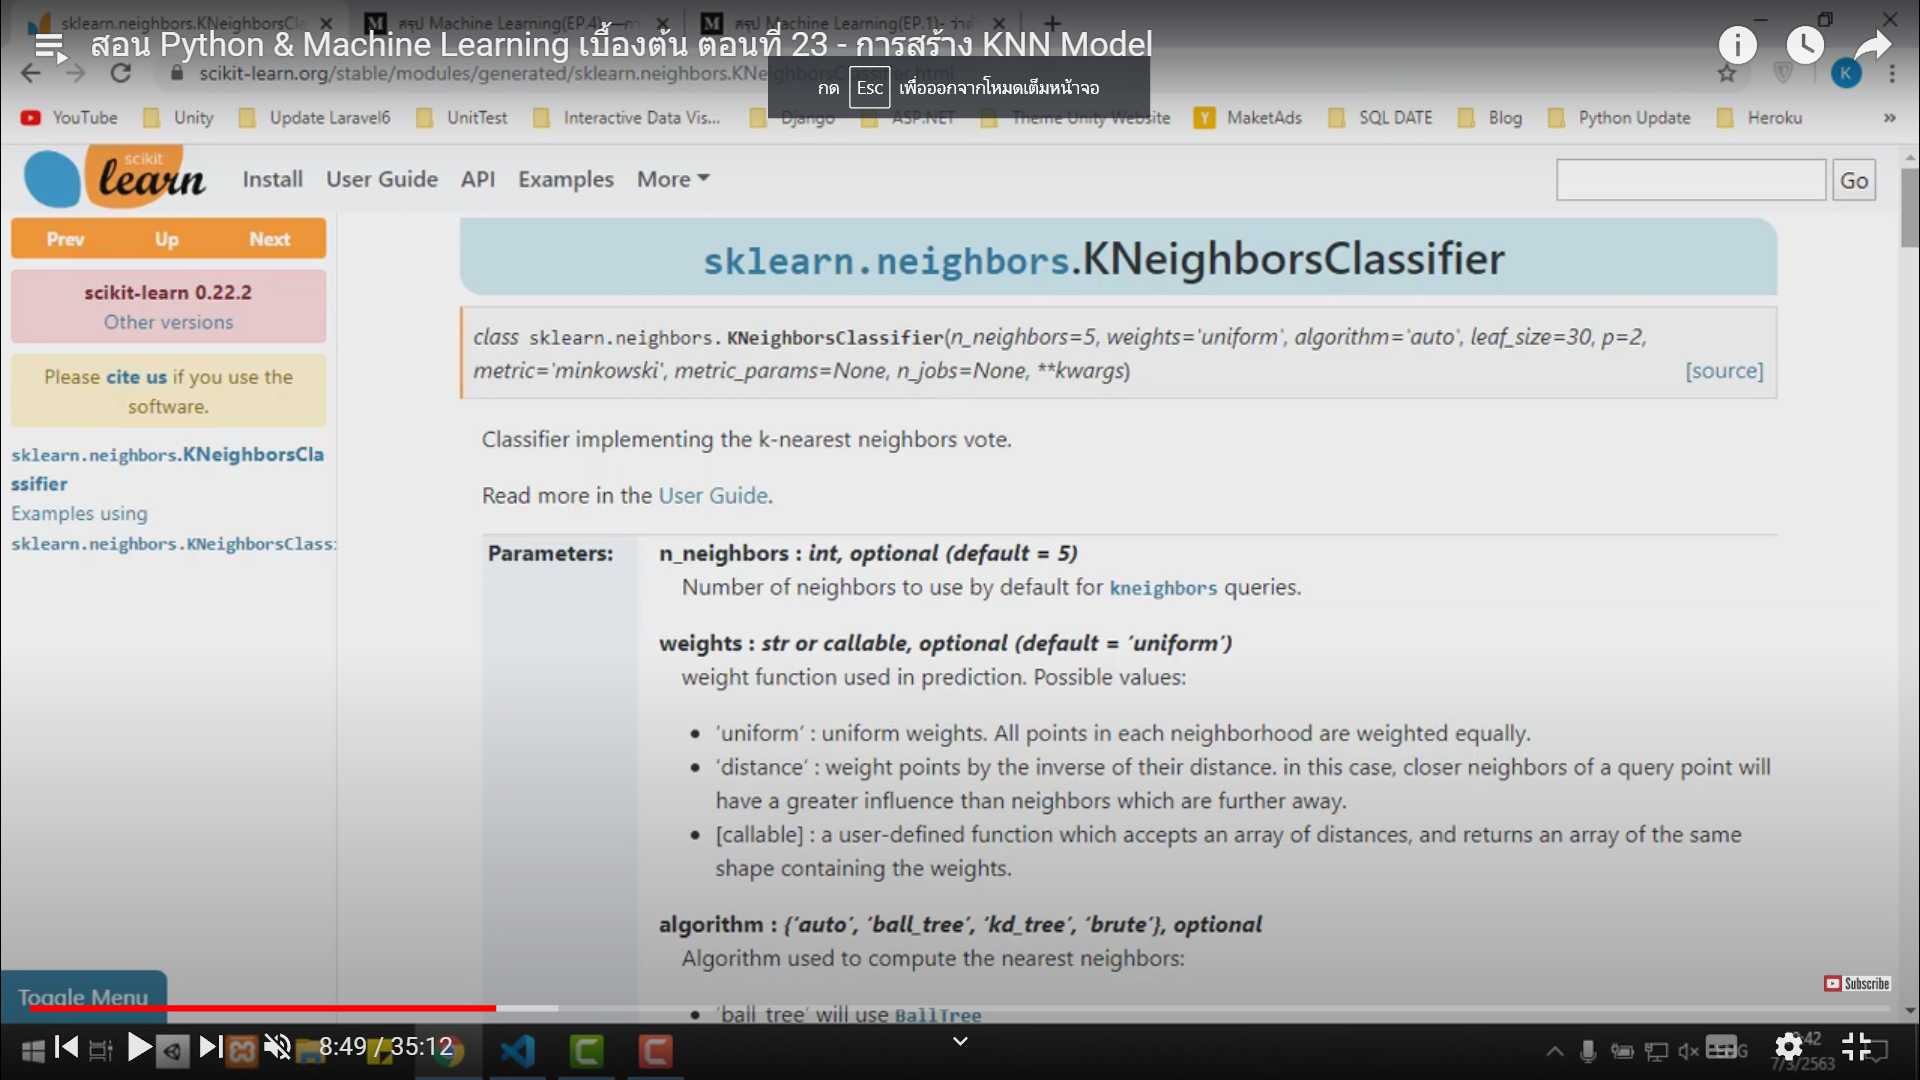 sklearn.neighbors.KNeighborsCla
สรุป Machine Learning(EP.4)
สรุป Machine Learning(EP.1)-
สอน Python & Machine Learning เบื้องต้น ตอนที่ 23 - การสร้าง KNN Model
scikit-learn.org/stable/modules/generated/sklearn.neighbors.KNeighborsClassifier.html
K
กด Esc เพื่อออกจากโหมดเต็มหน้าจอ
YouTube Unity Update Laravel6 UnitTest Interactive Data Vis... Django ASP.NET Theme Unity Website MaketAds SQL DATE Blog Python Update Heroku »
scikit
learn
Install User Guide API Examples More
Go
Prev Up Next
scikit-learn 0.22.2
Other versions
Please cite us if you use the
software.
sklearn.neighbors.KNeighborsCla
ssifier
Examples using
sklearn.neighbors.KNeighborsClass
sklearn.neighbors.KNeighborsClassifier
class sklearn.neighbors.KNeighborsClassifier(n_neighbors=5, weights='uniform', algorithm='auto', leaf_size=30, p=2,
metric='minkowski', metric_params=None, n_jobs=None, **kwargs)
[source]
Classifier implementing the k-nearest neighbors vote.
Read more in the User Guide.
Parameters:
n_neighbors : int, optional (default = 5)
Number of neighbors to use by default for kneighbors queries.
weights : str or callable, optional (default = 'uniform')
weight function used in prediction. Possible values:
• 'uniform' : uniform weights. All points in each neighborhood are weighted equally.
• 'distance' : weight points by the inverse of their distance. in this case, closer neighbors of a query point will
have a greater influence than neighbors which are further away.
• [callable] : a user-defined function which accepts an array of distances, and returns an array of the same
shape containing the weights.
algorithm : {'auto', 'ball_tree', 'kd_tree', 'brute'}, optional
Algorithm used to compute the nearest neighbors:
• 'ball_tree' will use BallTree
Toggle Menu
Subscribe
8:49 / 35:12
7/3/2563